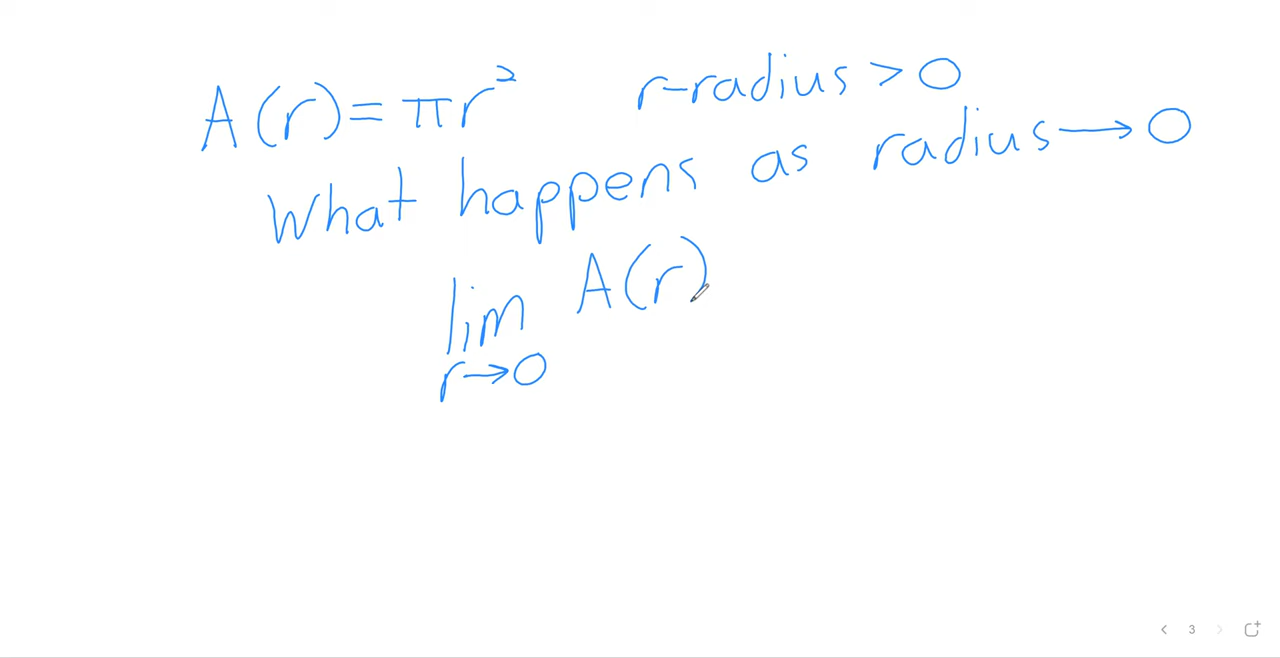 A(r) = πr²   r-radius > 0
What happens as radius → 0
lim A(r)
r→0
3